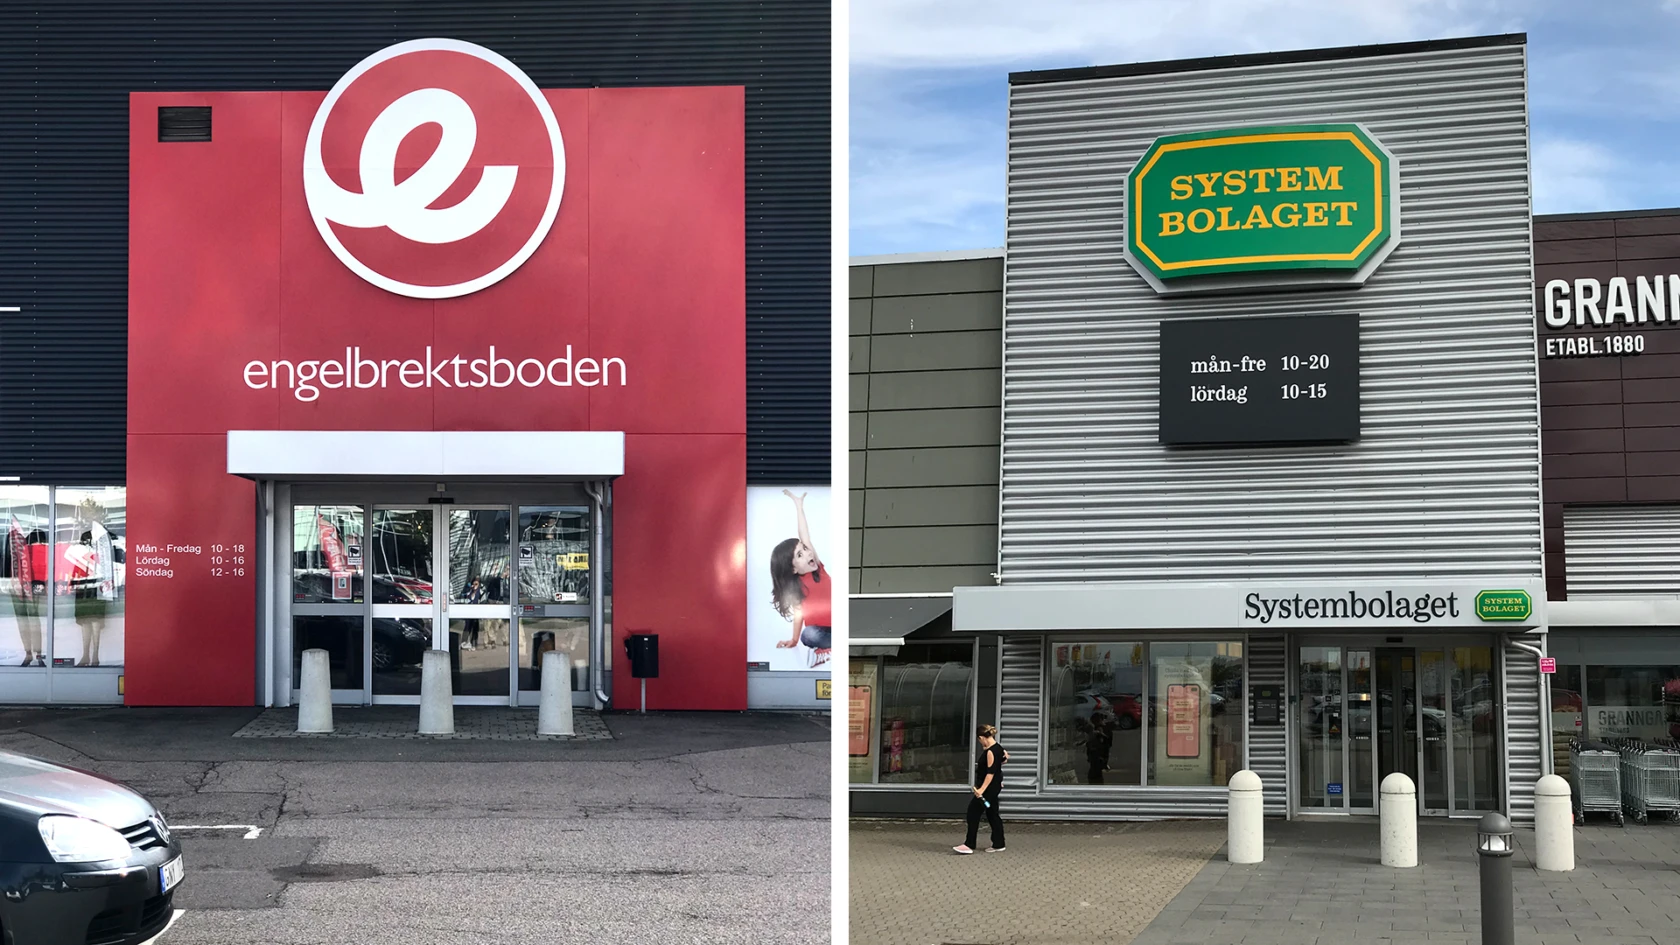 engelbrektsboden
Mån - Fredag 10 - 18
Lördag 10 - 16
Söndag 12 - 16
SYSTEM
BOLAGET
mån-fre 10-20
lördag 10-15
Systembolaget
SYSTEM
BOLAGET
GRANN
ETABL.1880
GRANNGÅ